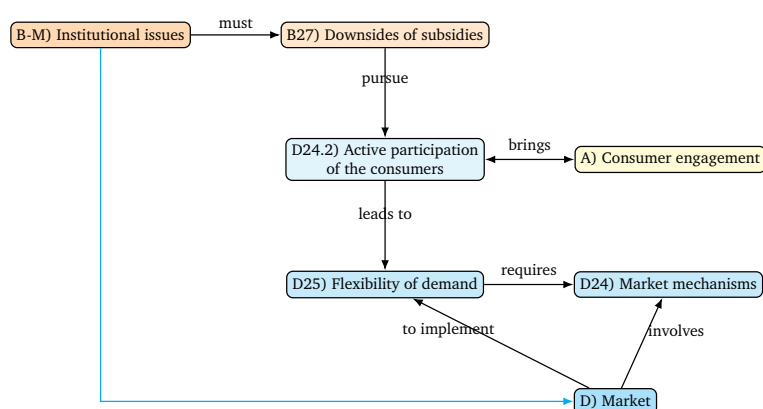 must
B-M) Institutional issues
B27) Downsides of subsidies
pursue
D24.2) Active participation
of the consumers
brings
A) Consumer engagement
leads to
D25) Flexibility of demand
requires
D24) Market mechanisms
to implement
involves
D) Market